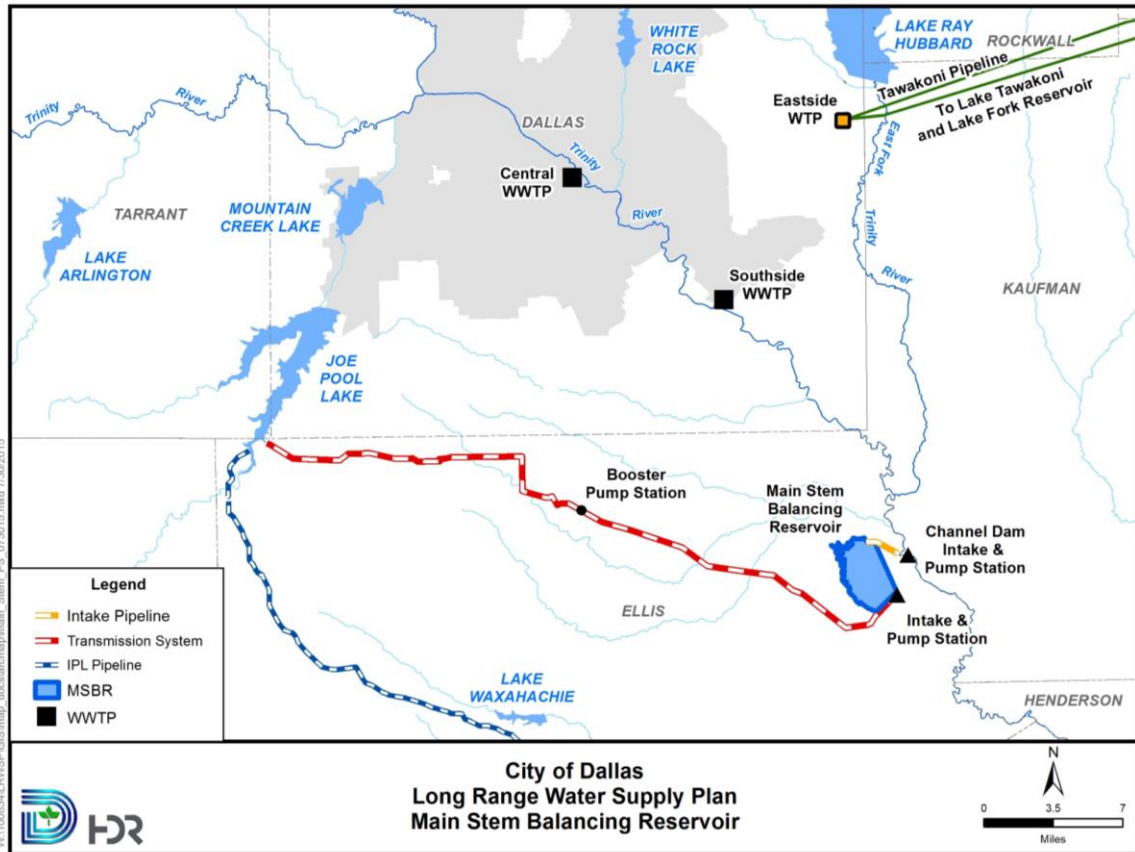 WHITE
ROCK
LAKE
LAKE RAY
HUBBARD
ROCKWALL
Tawakoni Pipeline
To Lake Tawakoni
and Lake Fork Reservoir
Eastside
WTP
Trinity
River
DALLAS
Trinity
East Fork
Central
WWTP
TARRANT
MOUNTAIN
CREEK LAKE
River
Trinity
LAKE
ARLINGTON
Southside
WWTP
River
KAUFMAN
JOE
POOL
LAKE
Booster
Pump Station
Main Stem
Balancing
Reservoir
Channel Dam
Intake &
Pump Station
ELLIS
Intake &
Pump Station
LAKE
WAXAHACHIE
HENDERSON
Legend
Intake Pipeline
Transmission System
IPL Pipeline
MSBR
WWTP
City of Dallas
Long Range Water Supply Plan
Main Stem Balancing Reservoir
HDR
N
0 3.5 7
Miles